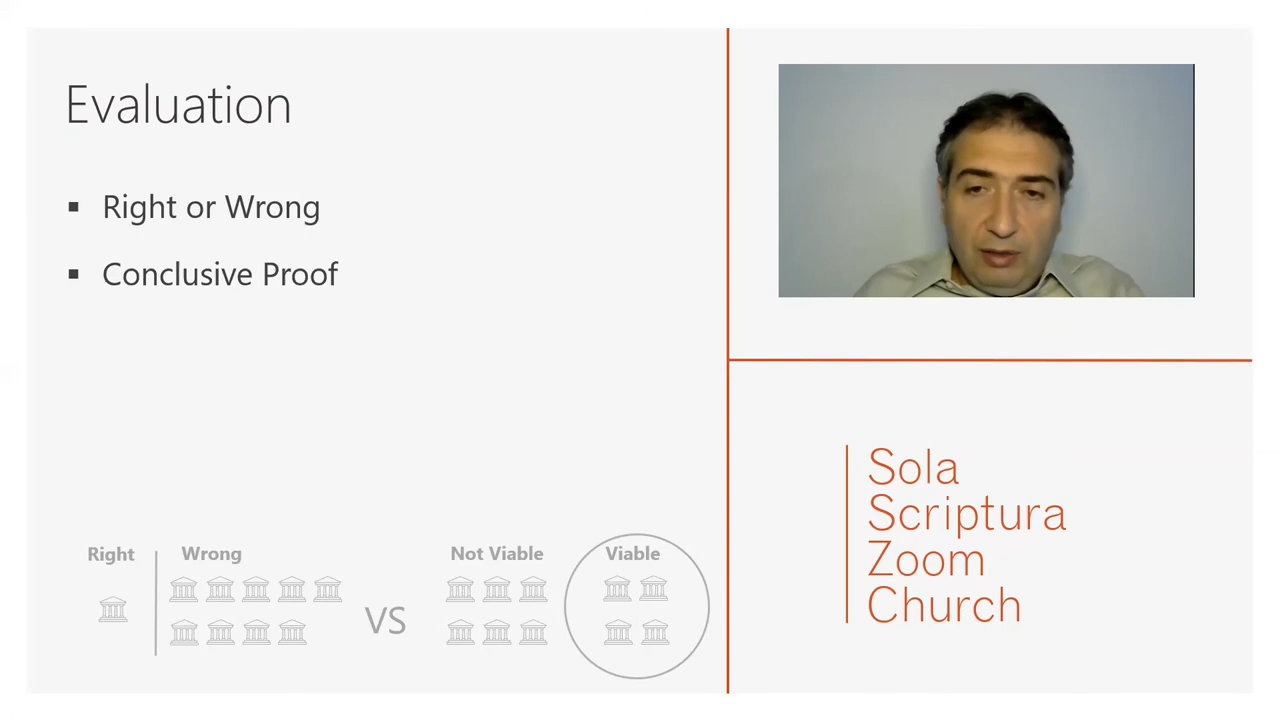 Evaluation
▪ Right or Wrong
▪ Conclusive Proof
Right Wrong
VS
Not Viable Viable
Sola
Scriptura
Zoom
Church